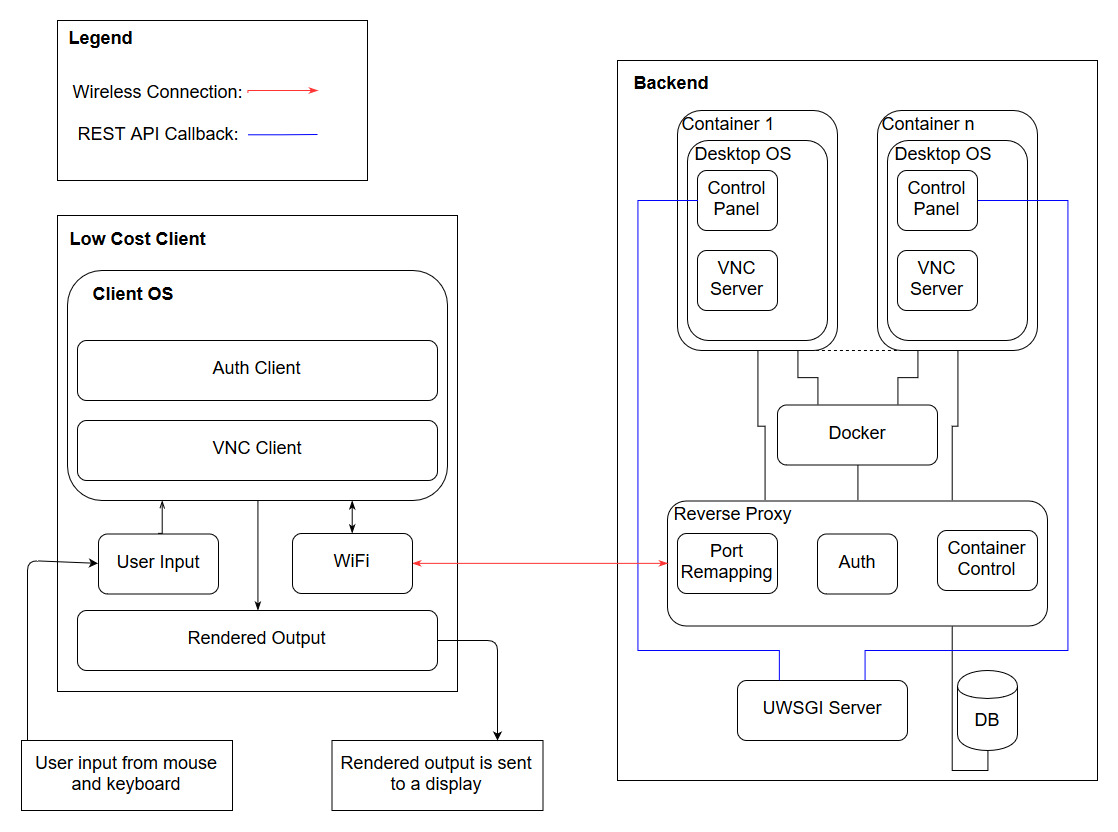 Legend
Wireless Connection:
REST API Callback:
Low Cost Client
Client OS
Auth Client
VNC Client
User Input
WiFi
Rendered Output
User input from mouse
and keyboard
Rendered output is sent
to a display
Backend
Container 1
Desktop OS
Control
Panel
VNC
Server
Container n
Desktop OS
Control
Panel
VNC
Server
Docker
Reverse Proxy
Port
Remapping
Auth
Container
Control
UWSGI Server
DB